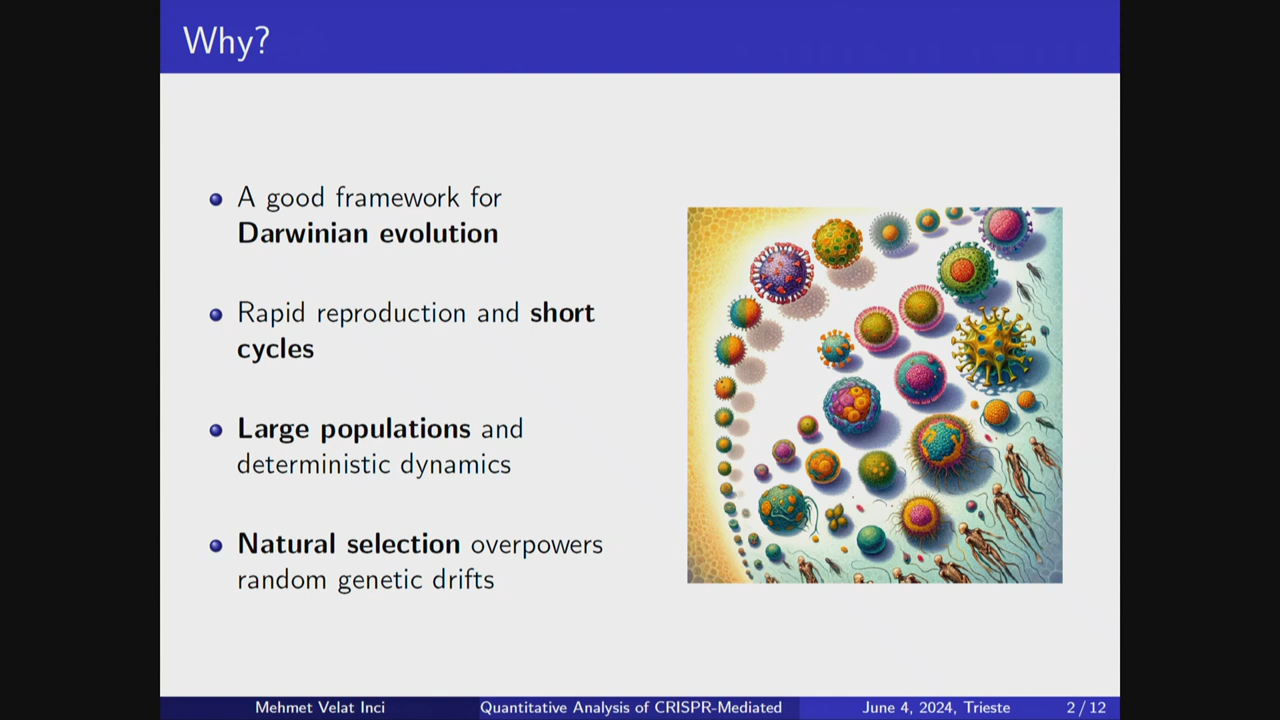 Why?
A good framework for
Darwinian evolution
Rapid reproduction and short
cycles
Large populations and
deterministic dynamics
Natural selection overpowers
random genetic drifts
Mehmet Velat Inci
Quantitative Analysis of CRISPR-Mediated
June 4, 2024, Trieste
2 / 12